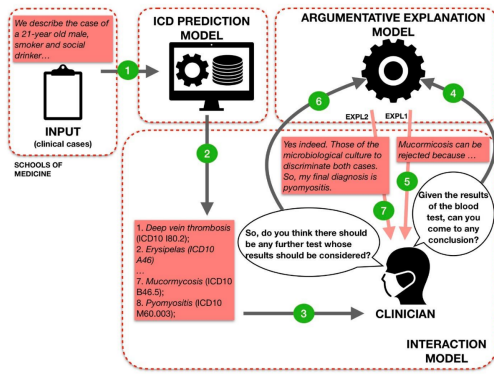 We describe the case of
a 21-year old male,
smoker and social
drinker…
INPUT
(clinical cases)
SCHOOLS OF
MEDICINE
1
ICD PREDICTION
MODEL
2
ARGUMENTATIVE EXPLANATION
MODEL
6
4
EXPL2
EXPL1
Yes indeed. Those of the
microbiological culture to
discriminate both cases.
So, my final diagnosis is
pyomyositis.
Mucormicosis can be
rejected because …
5
7
Given the results
of the blood
test, can you
come to any
conclusion?
So, do you think there should
be any further test whose
results should be considered?
1. Deep vein thrombosis
(ICD10 I80.2);
2. Erysipelas (ICD10
A46)
…
7. Mucormycosis (ICD10
B46.5);
8. Pyomyositis (ICD10
M60.003);
3
CLINICIAN
INTERACTION
MODEL